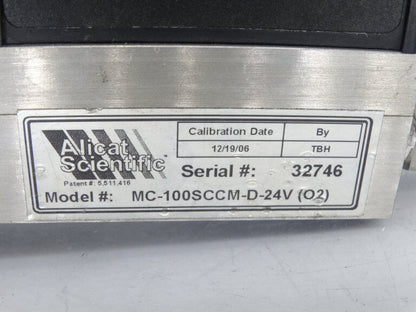 Alicat
Scientific
Patent #: 5,511,416
Calibration Date By
12/19/06 TBH
Serial #: 32746
Model #: MC-100SCCM-D-24V (O2)